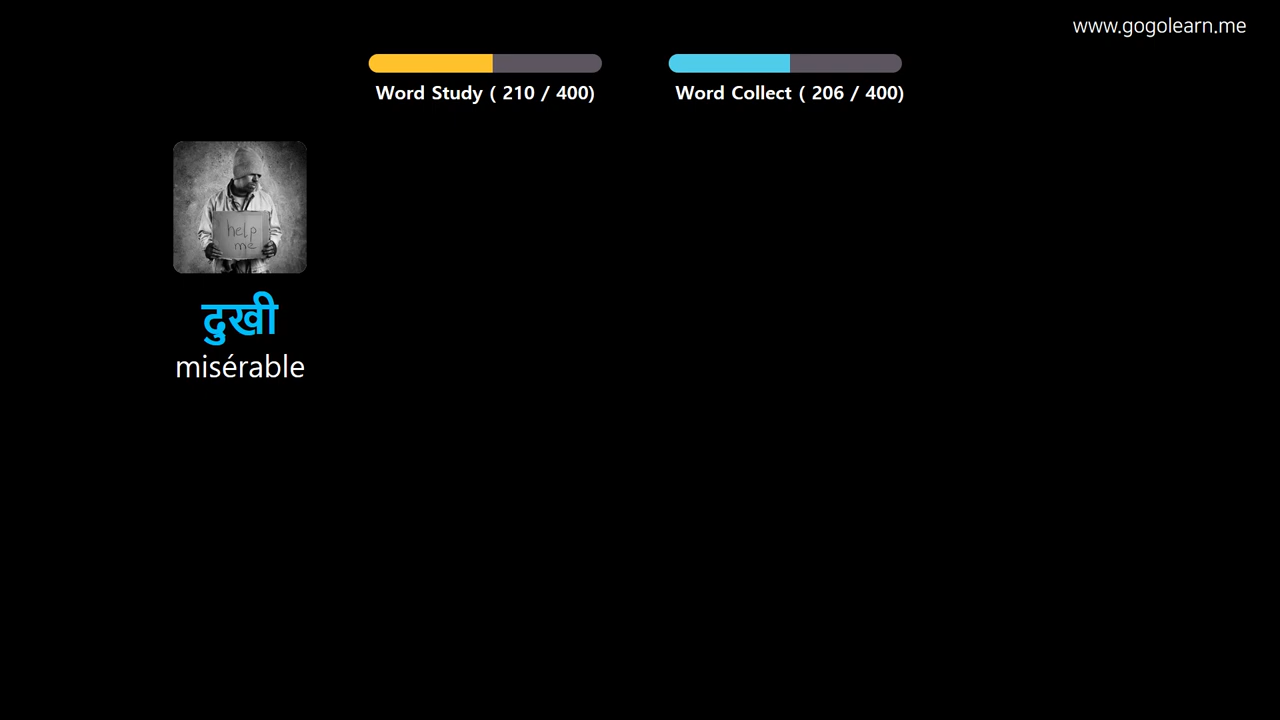 www.gogolearn.me
Word Study ( 210 / 400)
Word Collect ( 206 / 400)
help
me
दुखी
misérable